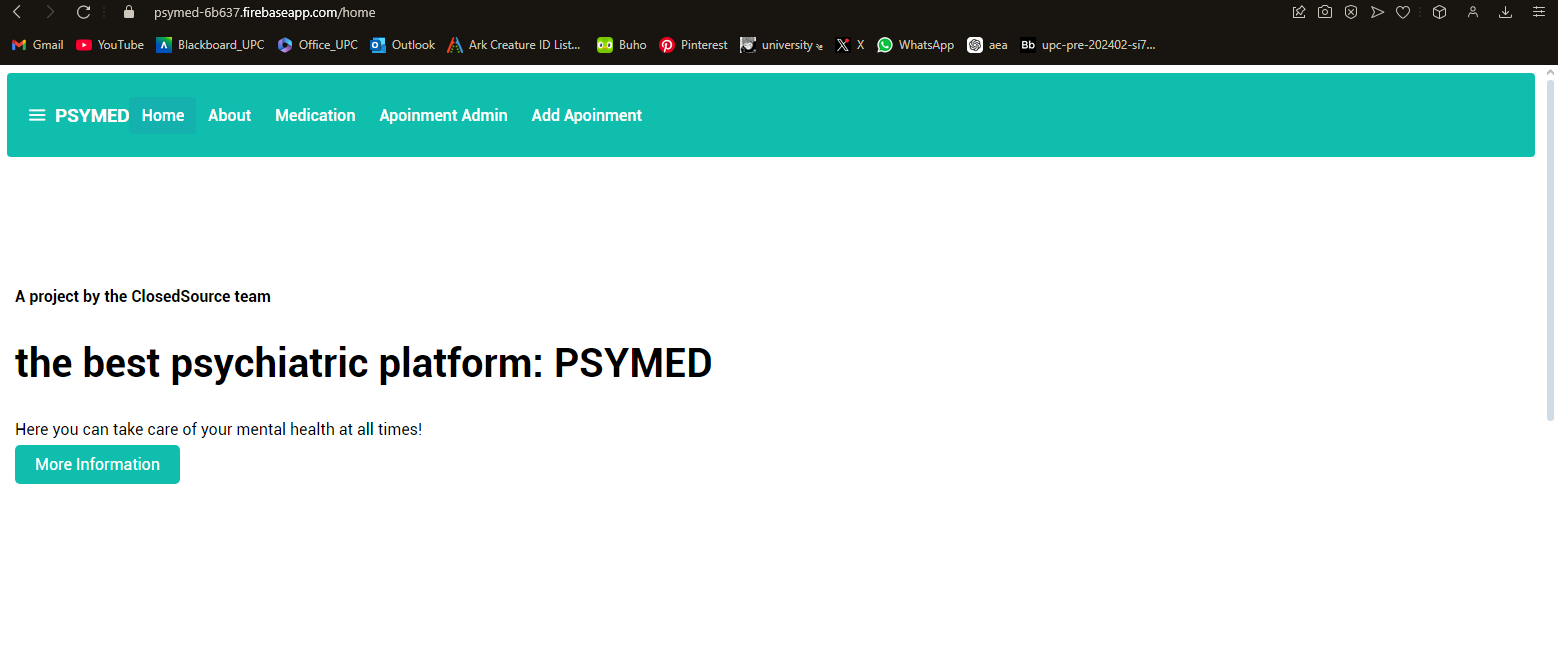 psymed-6b637.firebaseapp.com/home
Gmail YouTube Blackboard_UPC Office_UPC Outlook Ark Creature ID List... Buho Pinterest university X WhatsApp aea Bb upc-pre-202402-si7...
PSYMED Home About Medication Apoinment Admin Add Apoinment
A project by the ClosedSource team
the best psychiatric platform: PSYMED
Here you can take care of your mental health at all times!
More Information